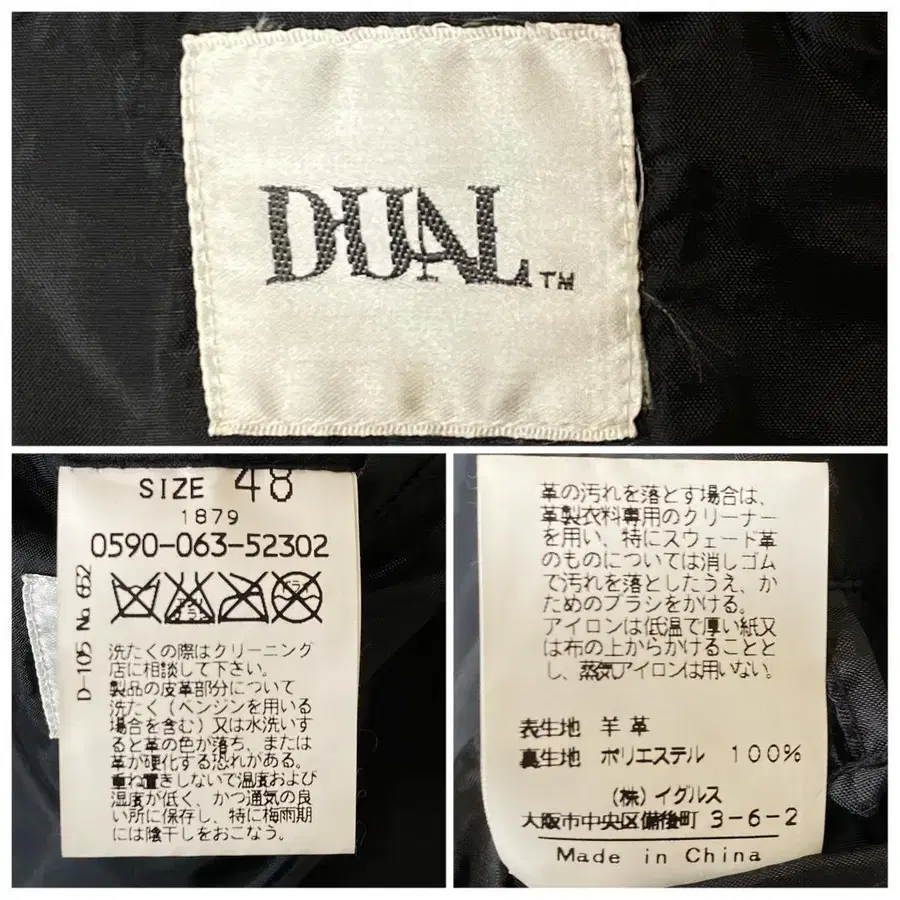 DUAL TM
SIZE 48
1879
0590-063-52302
D-105 No 652
洗たくの際はクリーニング
店に相談して下さい。
製品の皮革部分について
洗たく（ベンジンを用いる
場合を含む）又は水洗いす
ると革の色が落ち、または
革が硬化する恐れがある。
重ね置きしないで温度および
湿度が低く、かつ通気の良
い所に保存し、特に梅雨期
には陰干しをおこなう。
革の汚れを落とす場合は、
革製衣料専用のクリーナー
を用い、特にスウェード革
のものについては消しゴム
で汚れを落としたうえ、か
ためのブラシをかける。
アイロンは低温で厚い紙又
は布の上からかけることと
し、蒸気アイロンは用いない。
表生地 羊革
裏生地 ポリエステル 100%
（株）イグルス
大阪市中央区備後町 3-6-2
Made in China